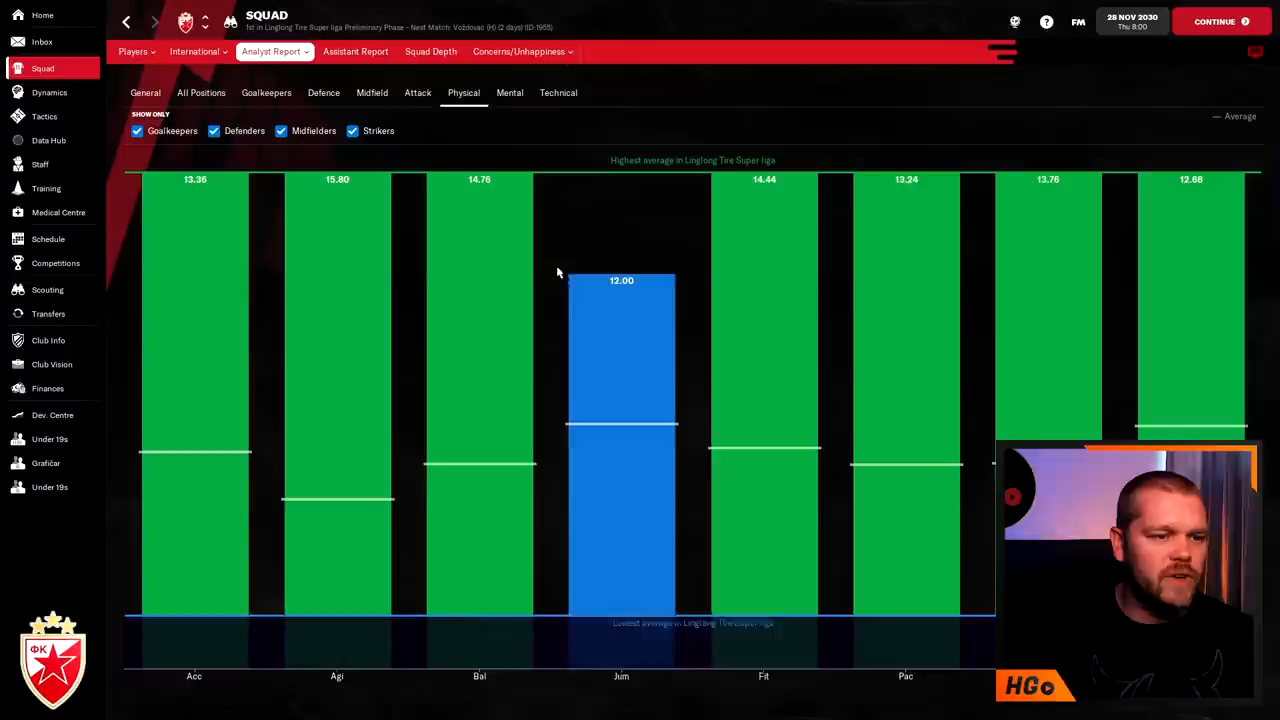 Home
Inbox
Squad
Dynamics
Tactics
Data Hub
Staff
Training
Medical Centre
Schedule
Competitions
Scouting
Transfers
Club Info
Club Vision
Finances
Dev. Centre
Under 19s
Grafičar
Under 19s
ФК
SQUAD
1st in Linglong Tire Super liga Preliminary Phase - Next Match: Voždovac (H) (2 days) (ID:1955)
FM
28 NOV 2030
Thu 8:00
CONTINUE
Players
International
Analyst Report
Assistant Report
Squad Depth
Concerns/Unhappiness
General
All Positions
Goalkeepers
Defence
Midfield
Attack
Physical
Mental
Technical
SHOW ONLY
Goalkeepers
Defenders
Midfielders
Strikers
Average
Highest average in Linglong Tire Super liga
13.36
15.80
14.76
12.00
14.44
13.24
13.76
12.68
Lowest average in Linglong Tire Super liga
Acc
Agi
Bal
Jum
Fit
Pac
HG